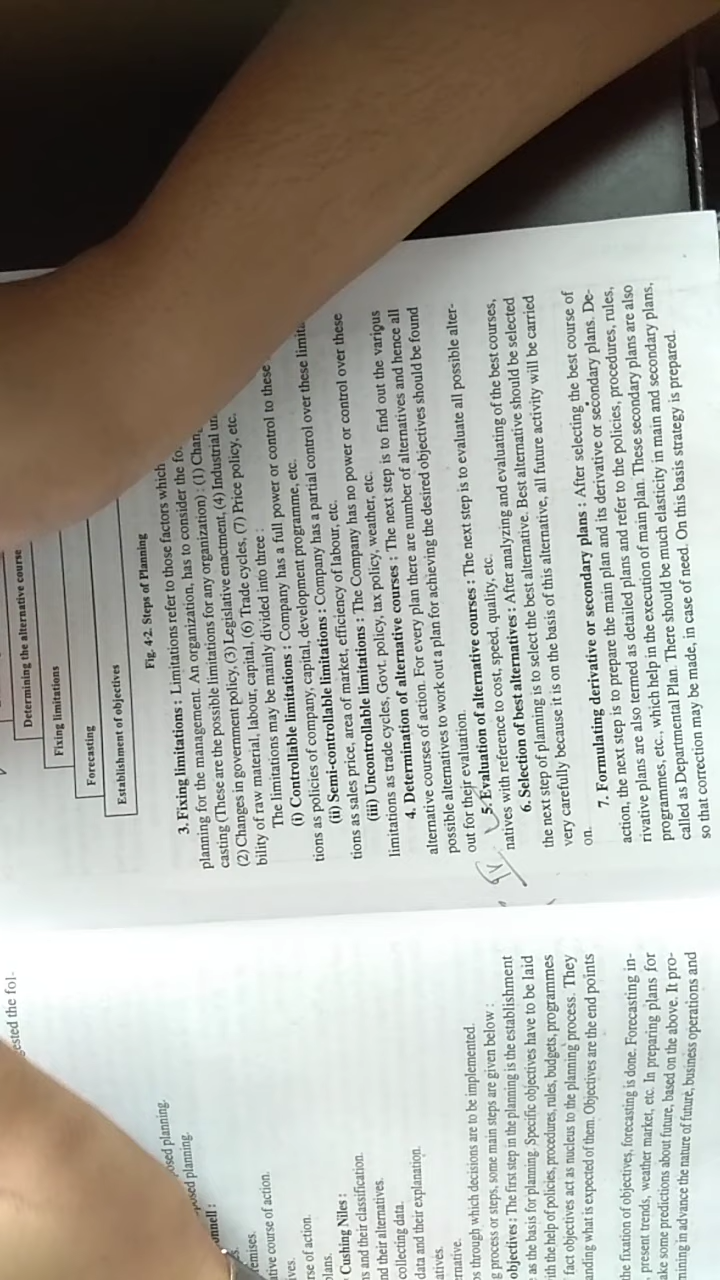 ested the fol-
posed planning.
posed planning.
emises.
tive course of action.
ives.
rse of action.
plans.
Cushing Niles :
s and their classification.
nd their alternatives.
collecting data.
data and their explanation.
atives.
ernative.
s through which decisions are to be implemented.
g process or steps, some main steps are given below :
bjectives : The first step in the planning is the establishment
as the basis for planning. Specific objectives have to be laid
ith the help of policies, procedures, rules, budgets, programmes
fact objectives act as nucleus to the planning process. They
nding what is expected of them. Objectives are the end points
he fixation of objectives, forecasting is done. Forecasting in-
present trends, weather market, etc. In preparing plans for
ake some predictions about future, based on the above. It pro-
ining in advance the nature of future, business operations and
Determining the alternative course
Fixing limitations
Forecasting
Establishment of objectives
Fig. 4·2. Steps of Planning
3. Fixing limitations : Limitations refer to those factors which
planning for the management. An organization, has to consider the fo
casting (These are the possible limitations for any organization) : (1) Chan
(2) Changes in government policy, (3) Legislative enactment, (4) Industrial
bility of raw material, labour, capital, (6) Trade cycles, (7) Price policy, etc.
The limitations may be mainly divided into three :
(i) Controllable limitations : Company has a full power or control to these
tions as policies of company, capital, development programme, etc.
(ii) Semi-controllable limitations : Company has a partial control over these limita
tions as sales price, area of market, efficiency of labour, etc.
(iii) Uncontrollable limitations : The Company has no power or control over these
limitations as trade cycles, Govt. policy, tax policy, weather, etc.
4. Determination of alternative courses : The next step is to find out the various
alternative courses of action. For every plan there are number of alternatives and hence all
possible alternatives to work out a plan for achieving the desired objectives should be found
out for their evaluation.
IV 5. Evaluation of alternative courses : The next step is to evaluate all possible alter-
natives with reference to cost, speed, quality, etc.
6. Selection of best alternatives : After analyzing and evaluating of the best courses,
the next step of planning is to select the best alternative. Best alternative should be selected
very carefully because it is on the basis of this alternative, all future activity will be carried
on.
7. Formulating derivative or secondary plans : After selecting the best course of
action, the next step is to prepare the main plan and its derivative or secondary plans. De-
rivative plans are also termed as detailed plans and refer to the policies, procedures, rules,
programmes, etc., which help in the execution of main plan. These secondary plans are also
called as Departmental Plan. There should be much elasticity in main and secondary plans,
so that correction may be made, in case of need. On this basis strategy is prepared.